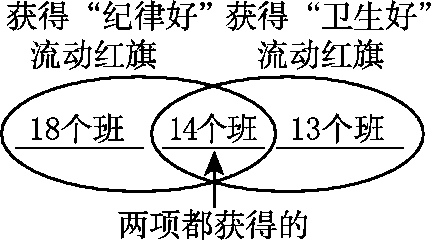 获得“纪律好” 获得“卫生好”
流动红旗 流动红旗
18个班 14个班 13个班
两项都获得的